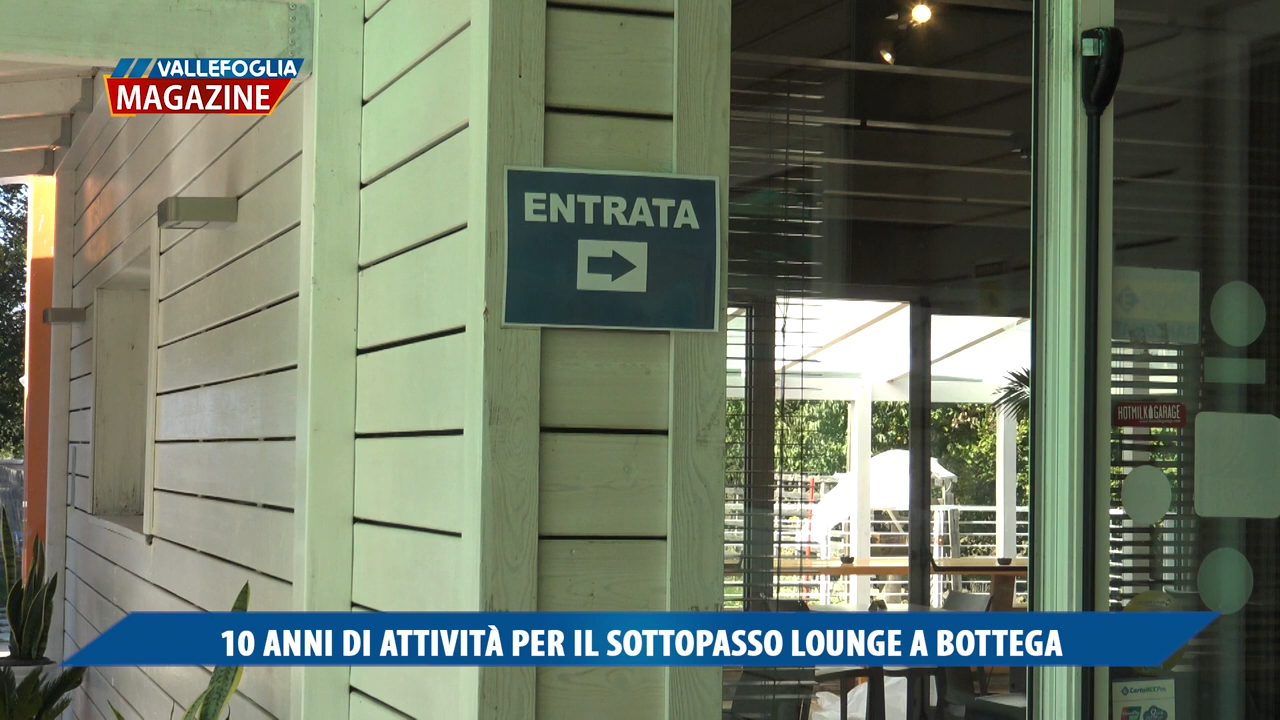 VALLEFOGLIA
MAGAZINE
ENTRATA
HOTMILK GARAGE
10 ANNI DI ATTIVITÀ PER IL SOTTOPASSO LOUNGE A BOTTEGA